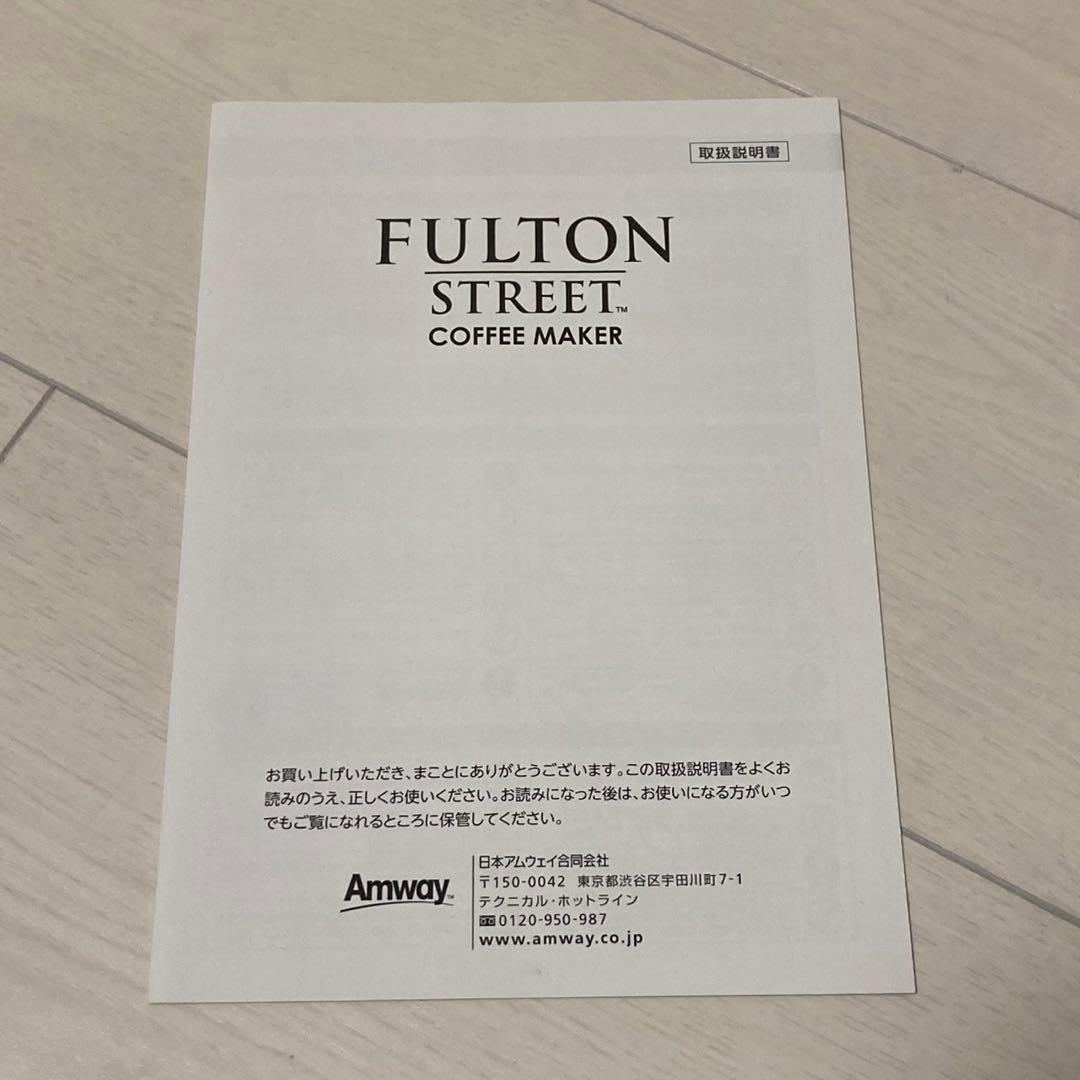 取扱説明書
FULTON
STREET™
COFFEE MAKER
お買い上げいただき、まことにありがとうございます。この取扱説明書をよくお
読みのうえ、正しくお使いください。お読みになった後は、お使いになる方がいつ
でもご覧になれるところに保管してください。
Amway™
日本アムウェイ合同会社
〒150-0042 東京都渋谷区宇田川町7-1
テクニカル・ホットライン
0120-950-987
www.amway.co.jp